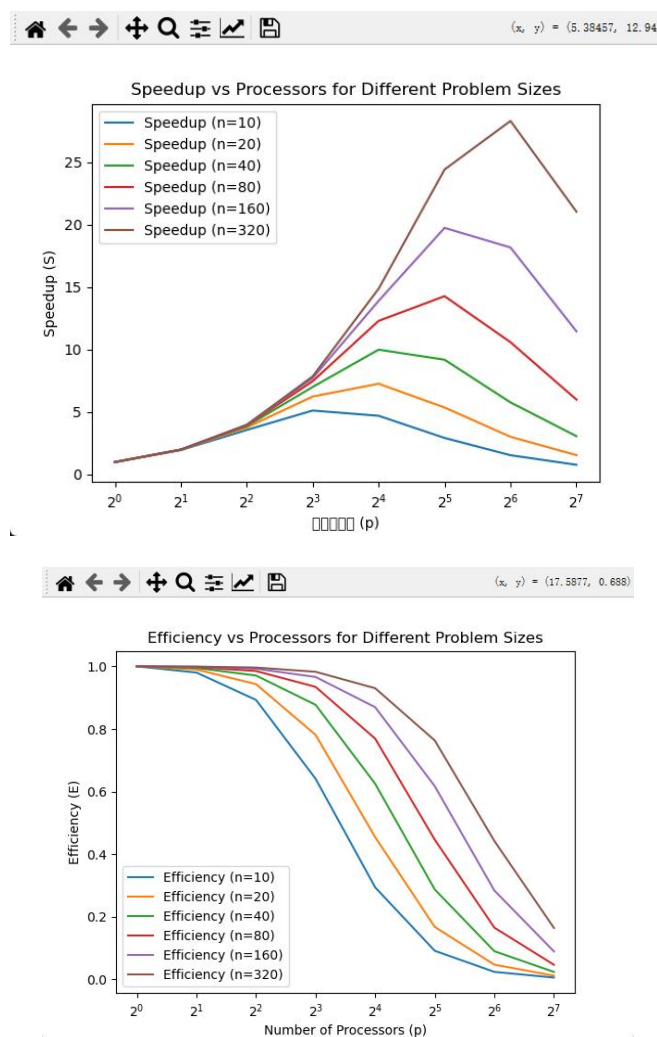 (x, y) = (5.38457, 12.94
Speedup vs Processors for Different Problem Sizes
Speedup (n=10)
Speedup (n=20)
Speedup (n=40)
Speedup (n=80)
Speedup (n=160)
Speedup (n=320)
25
20
15
10
5
0
Speedup (S)
2⁰ 2¹ 2² 2³ 2⁴ 2⁵ 2⁶ 2⁷
(p)
(x, y) = (17.5877, 0.688)
Efficiency vs Processors for Different Problem Sizes
1.0
0.8
0.6
0.4
0.2
0.0
Efficiency (E)
Efficiency (n=10)
Efficiency (n=20)
Efficiency (n=40)
Efficiency (n=80)
Efficiency (n=160)
Efficiency (n=320)
2⁰ 2¹ 2² 2³ 2⁴ 2⁵ 2⁶ 2⁷
Number of Processors (p)